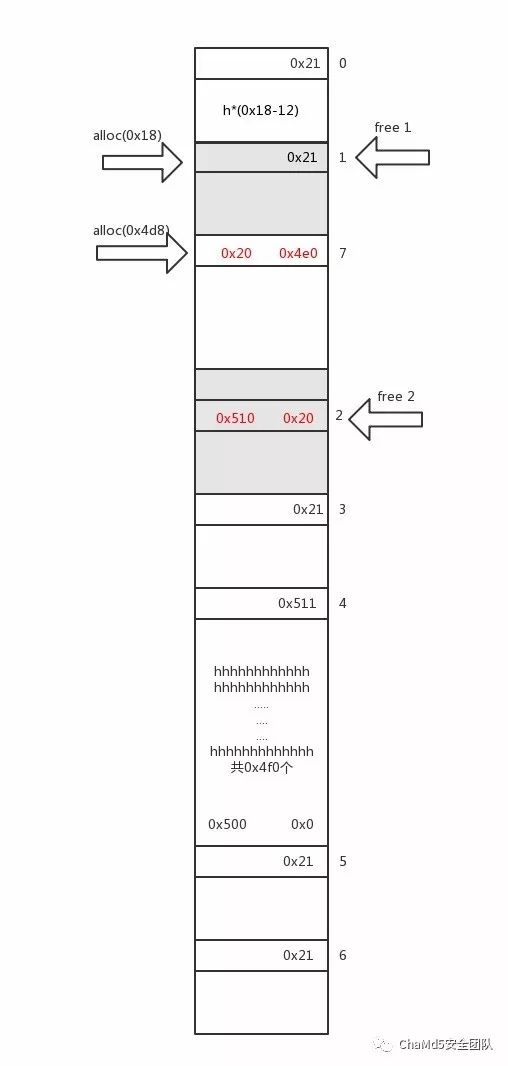 0x21 0
h*(0x18-12)
alloc(0x18)
free 1
0x21 1
alloc(0x4d8)
0x20 0x4e0 7
free 2
0x510 0x20 2
0x21 3
0x511 4
hhhhhhhhhhhh
hhhhhhhhhhhh
.....
....
....
hhhhhhhhhhhhh
共0x4f0个
0x500 0x0
0x21 5
0x21 6
ChaMd5安全团队